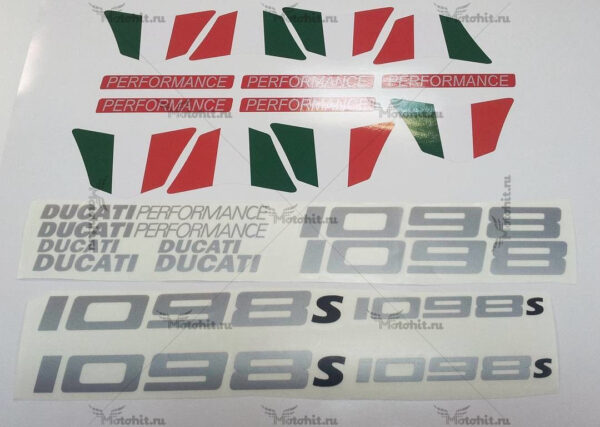 PERFORMANCE PERFORMANCE PERFORMANCE
PERFORMANCE PERFORMANCE
DUCATI PERFORMANCE
DUCATI PERFORMANCE
DUCATI DUCATI
DUCATI DUCATI
1098
1098
1098S 1098S
1098S 1098S
Motohit.ru